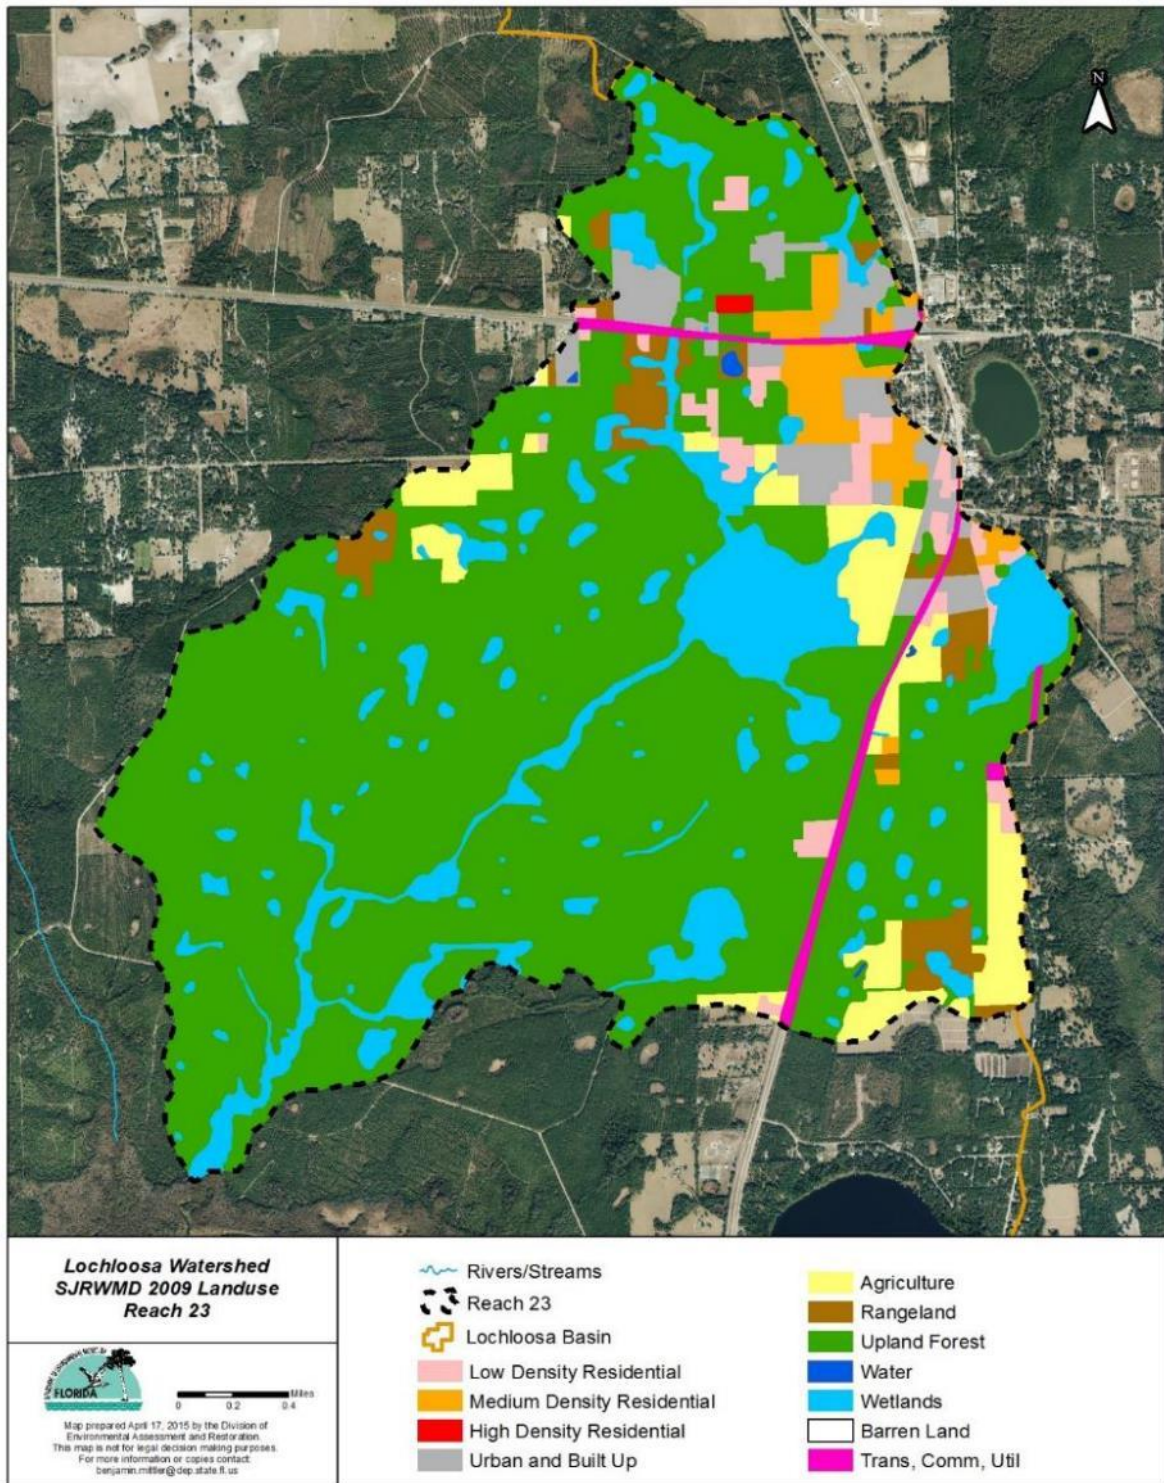 N
Lochloosa Watershed
SJRWMD 2009 Landuse
Reach 23
FLORIDA
Miles
0 0.2 0.4
Map prepared April 17, 2015 by the Division of
Environmental Assessment and Restoration.
This map is not for legal decision making purposes.
For more information or copies contact:
benjamin.mittler@dep.state.fl.us
Rivers/Streams
Reach 23
Lochloosa Basin
Low Density Residential
Medium Density Residential
High Density Residential
Urban and Built Up
Agriculture
Rangeland
Upland Forest
Water
Wetlands
Barren Land
Trans, Comm, Util